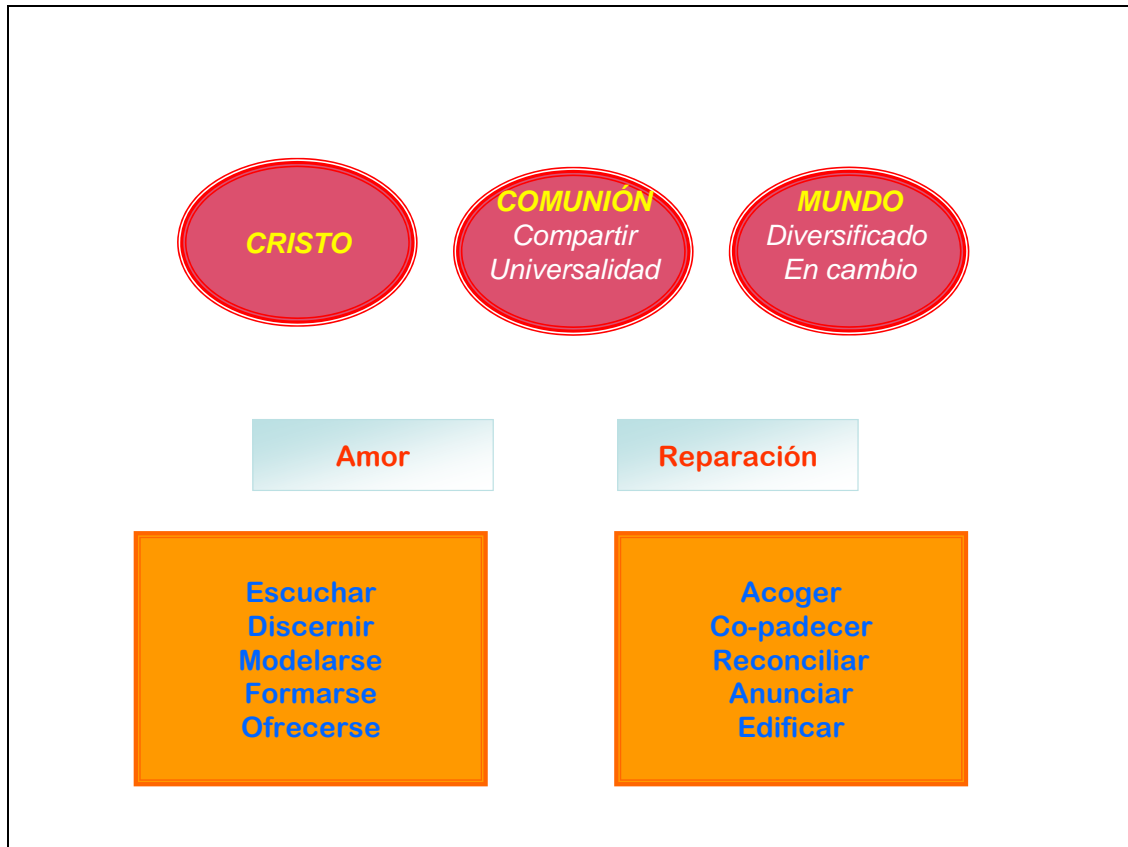 CRISTO
COMUNIÓN
Compartir
Universalidad
MUNDO
Diversificado
En cambio
Amor
Reparación
Escuchar
Discernir
Modelarse
Formarse
Ofrecerse
Acoger
Co-padecer
Reconciliar
Anunciar
Edificar